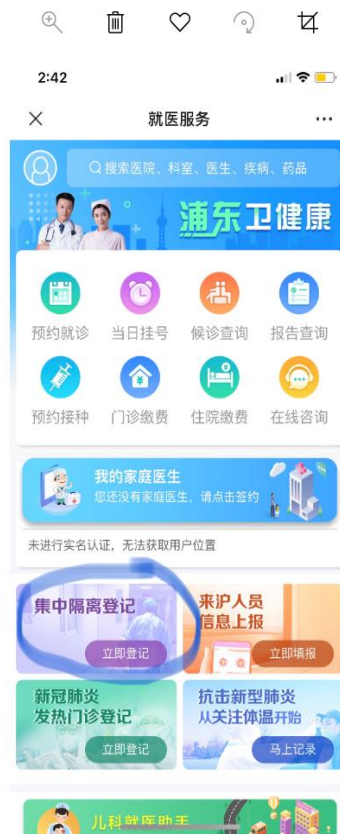 2:42
就医服务
搜索医院、科室、医生、疾病、药品
浦东卫健康
预约就诊 当日挂号 候诊查询 报告查询
预约接种 门诊缴费 住院缴费 在线咨询
我的家庭医生
您还没有家庭医生，请点击签约
未进行实名认证，无法获取用户位置
集中隔离登记
立即登记
来沪人员
信息上报
立即填报
新冠肺炎
发热门诊登记
立即登记
抗击新型肺炎
从关注体温开始
马上记录
儿科就医助手